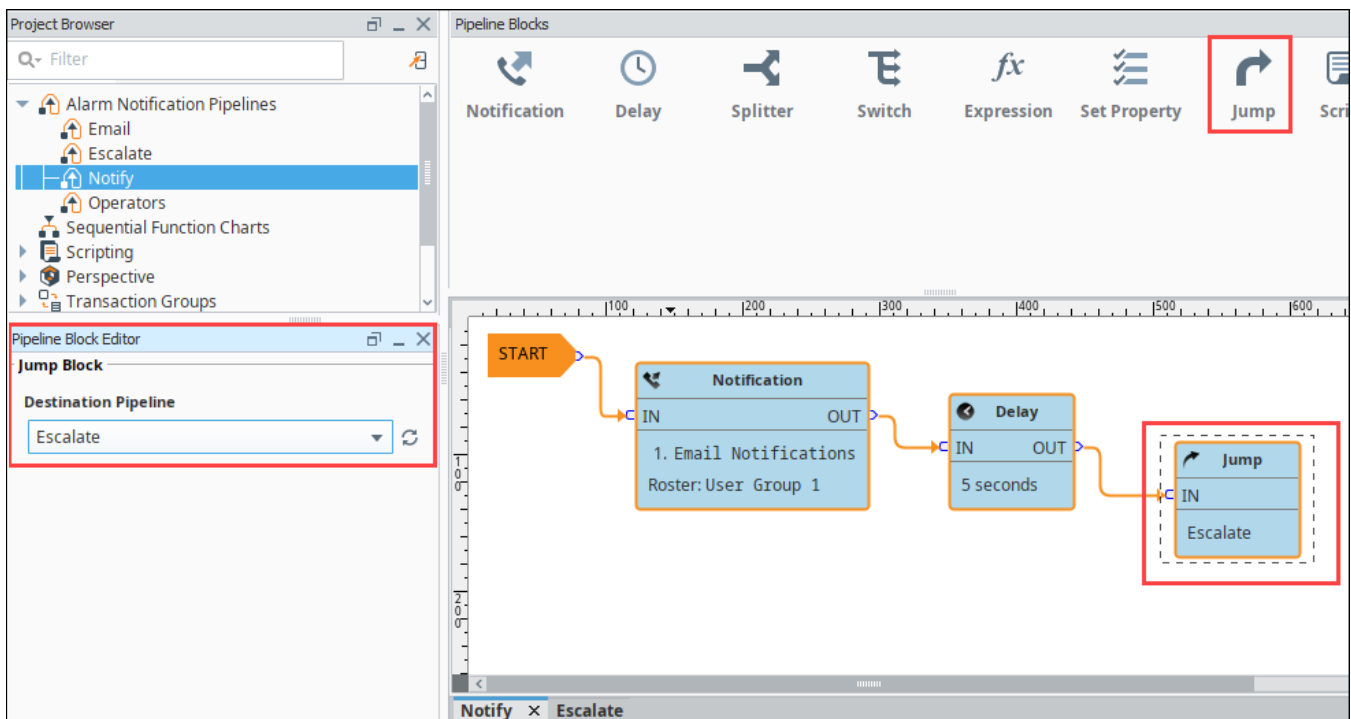 Project Browser
Filter
Alarm Notification Pipelines
Email
Escalate
Notify
Operators
Sequential Function Charts
Scripting
Perspective
Transaction Groups
Pipeline Block Editor
Jump Block
Destination Pipeline
Escalate
Pipeline Blocks
Notification Delay Splitter Switch fx Expression Set Property Jump Scri
100 200 300 400 500 600
100
200
START
Notification
IN OUT
1. Email Notifications
Roster: User Group 1
Delay
IN OUT
5 seconds
Jump
IN
Escalate
Notify × Escalate